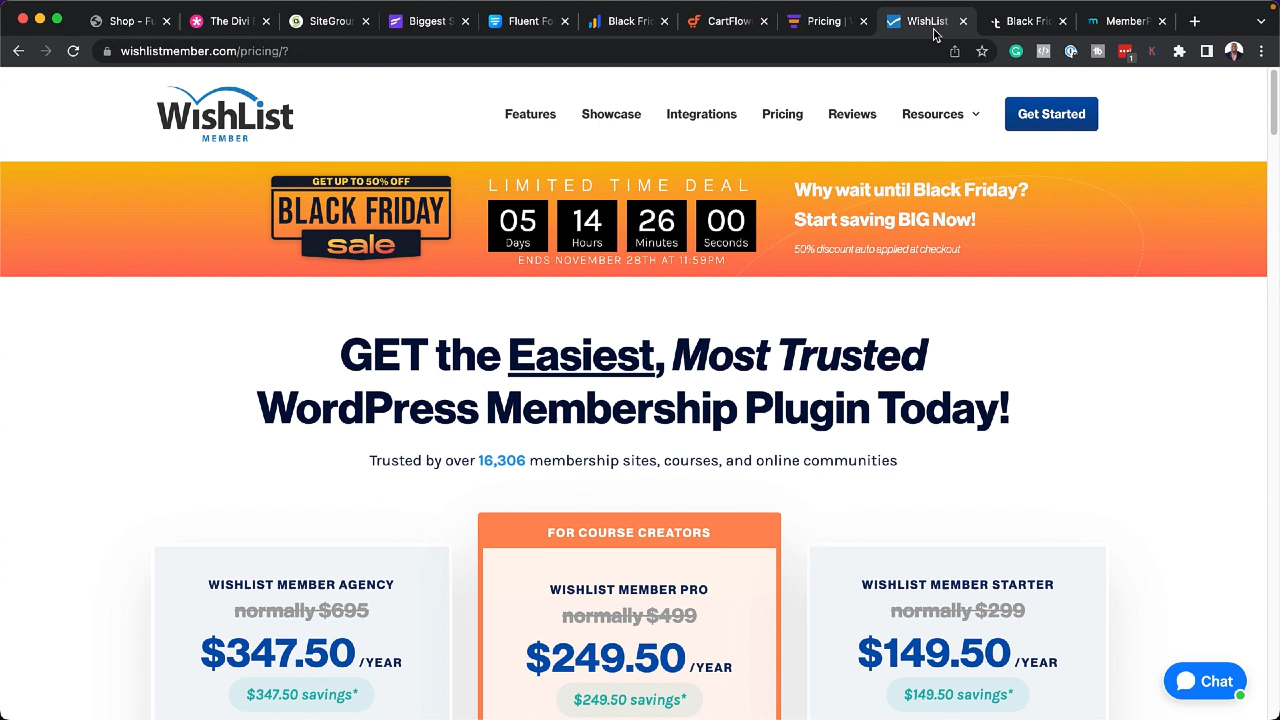 Shop – Fu
The Divi E
SiteGroun
Biggest S
Fluent Fo
Black Frid
CartFlows
Pricing | W
WishList
Black Frid
MemberP
wishlistmember.com/pricing/?
K
1
WishList
MEMBER
Features
Showcase
Integrations
Pricing
Reviews
Resources
Get Started
GET UP TO 50% OFF
BLACK FRIDAY
sale
LIMITED TIME DEAL
05 14 26 00
Days Hours Minutes Seconds
ENDS NOVEMBER 28TH AT 11:59PM
Why wait until Black Friday?
Start saving BIG Now!
50% discount auto applied at checkout
GET the Easiest, Most Trusted
WordPress Membership Plugin Today!
Trusted by over 16,306 membership sites, courses, and online communities
WISHLIST MEMBER AGENCY
normally $695
$347.50 /YEAR
$347.50 savings*
FOR COURSE CREATORS
WISHLIST MEMBER PRO
normally $499
$249.50 /YEAR
$249.50 savings*
WISHLIST MEMBER STARTER
normally $299
$149.50 /YEAR
$149.50 savings*
Chat